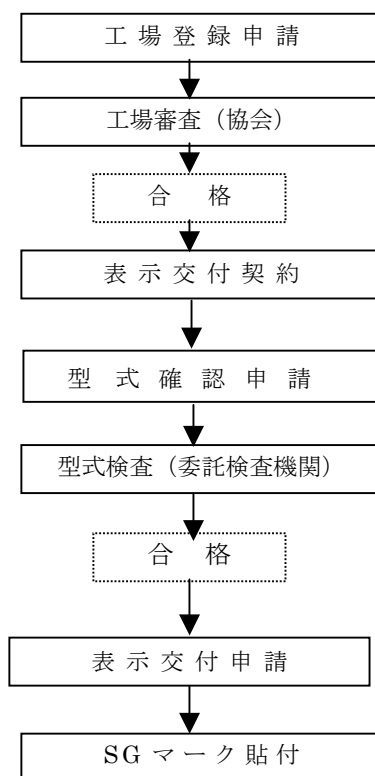 工場登録申請
工場審査（協会）
合格
表示交付契約
型式確認申請
型式検査（委託検査機関）
合格
表示交付申請
SGマーク貼付